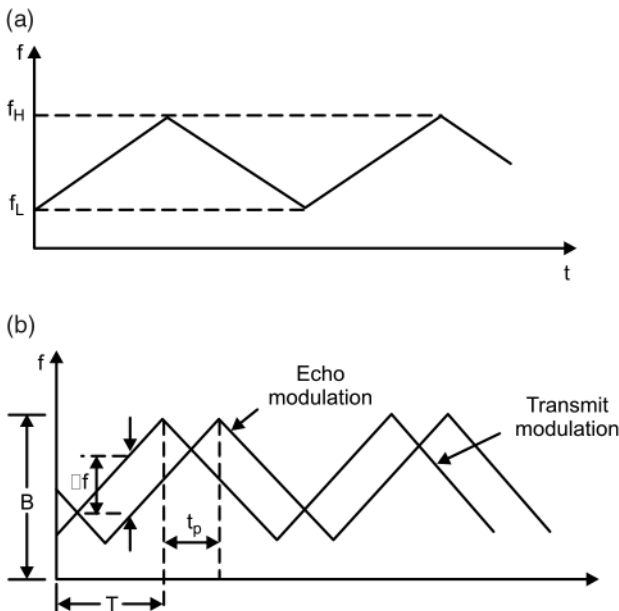 (a)
f
f_H
f_L
t
(b)
f
Echo
modulation
Transmit
modulation
□f
B
t_p
T